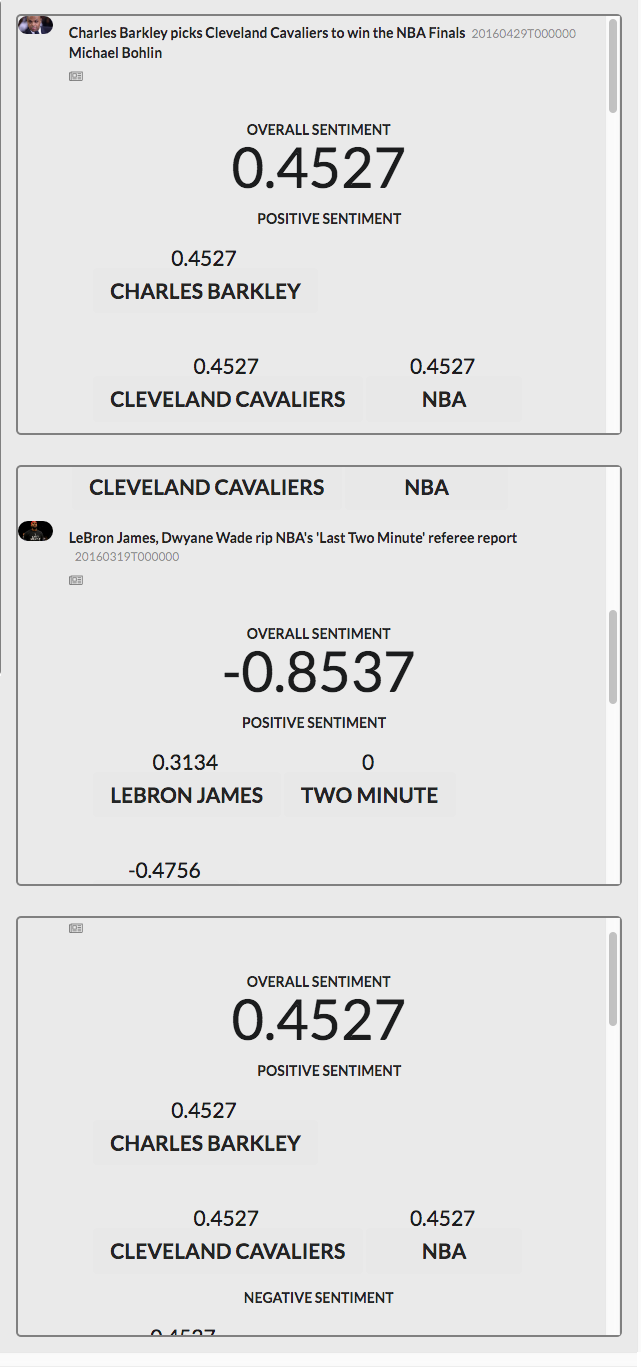 Charles Barkley picks Cleveland Cavaliers to win the NBA Finals 20160429T000000
Michael Bohlin
OVERALL SENTIMENT
0.4527
POSITIVE SENTIMENT
0.4527
CHARLES BARKLEY
0.4527 0.4527
CLEVELAND CAVALIERS NBA
CLEVELAND CAVALIERS NBA
LeBron James, Dwyane Wade rip NBA's 'Last Two Minute' referee report
20160319T000000
OVERALL SENTIMENT
-0.8537
POSITIVE SENTIMENT
0.3134 0
LEBRON JAMES TWO MINUTE
-0.4756
OVERALL SENTIMENT
0.4527
POSITIVE SENTIMENT
0.4527
CHARLES BARKLEY
0.4527 0.4527
CLEVELAND CAVALIERS NBA
NEGATIVE SENTIMENT